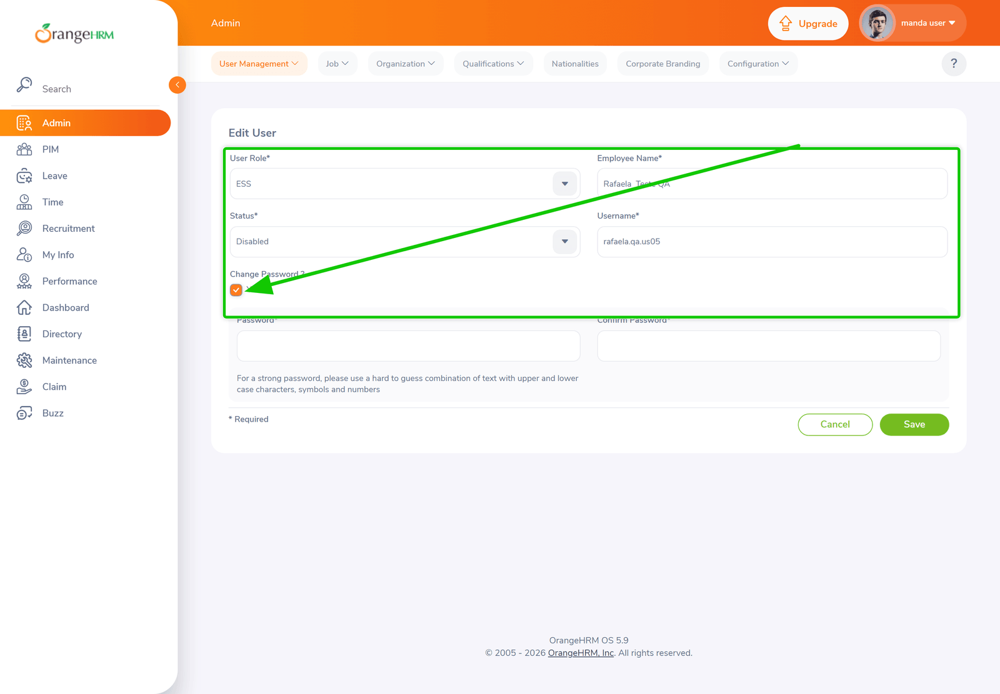 OrangeHRM
Admin
Upgrade
manda user
User Management
Job
Organization
Qualifications
Nationalities
Corporate Branding
Configuration
?
Search
Admin
PIM
Leave
Time
Recruitment
My Info
Performance
Dashboard
Directory
Maintenance
Claim
Buzz
Edit User
User Role*
Employee Name*
ESS
Rafaela Teste QA
Status*
Username*
Disabled
rafaela.qa.us05
Change Password ?
Password*
Confirm Password*
For a strong password, please use a hard to guess combination of text with upper and lower
case characters, symbols and numbers
* Required
Cancel
Save
OrangeHRM OS 5.9
© 2005 - 2026 OrangeHRM, Inc. All rights reserved.